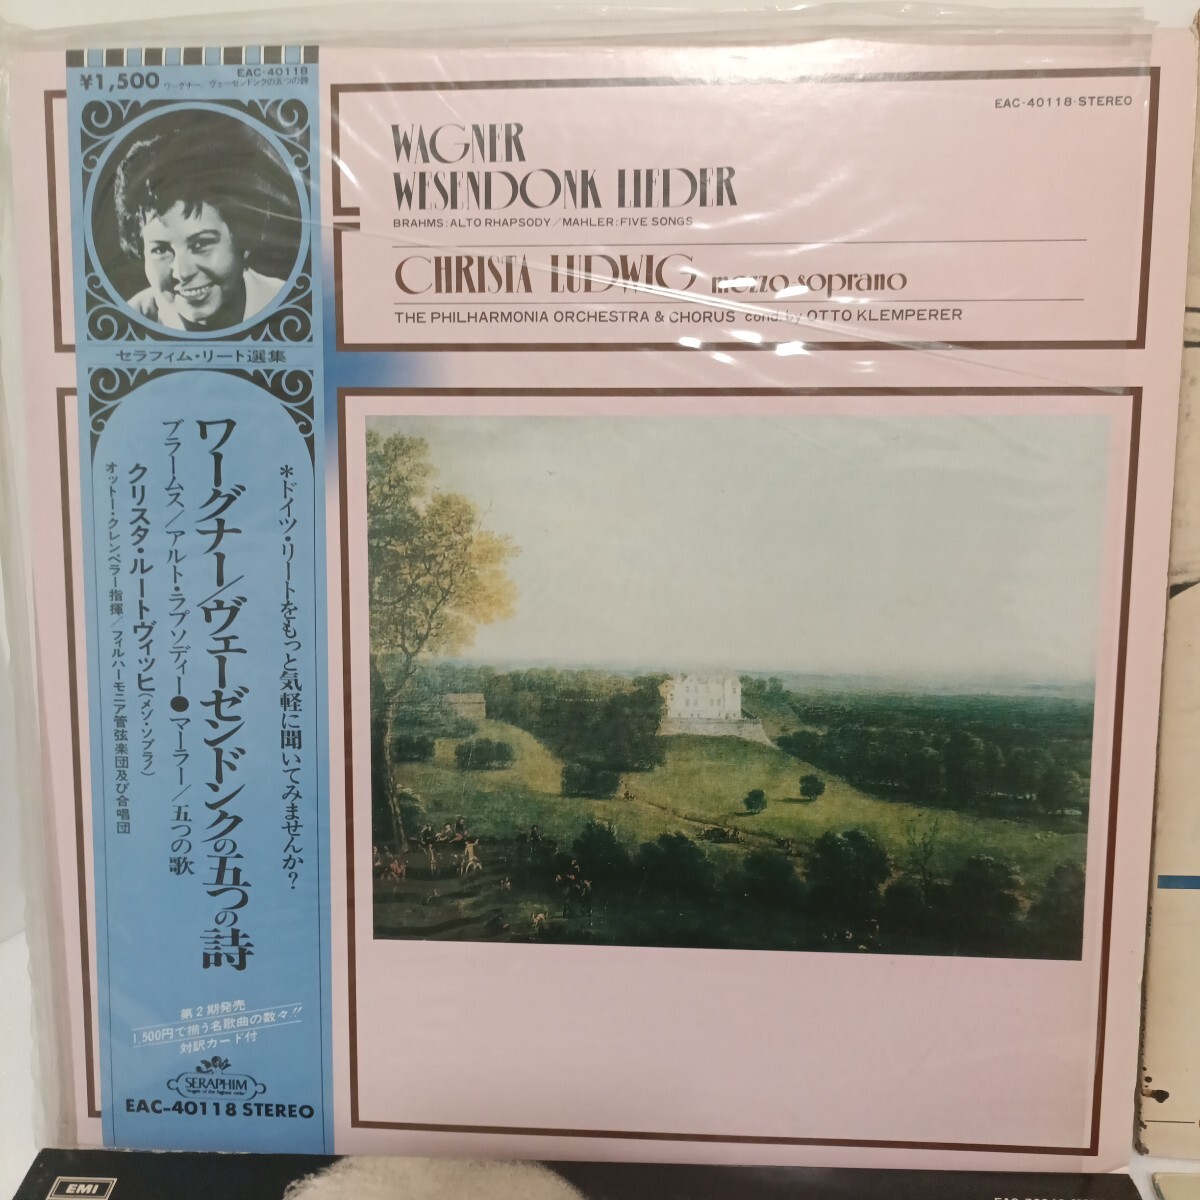 ¥1,500
EAC-40118
ワーグナー:ヴェーゼンドンクの五つの詩
セラフィム・リート選集
*ドイツ・リートをもっと気軽に聞いてみませんか?
ワーグナー/ヴェーゼンドンクの五つの詩
ブラームス/アルト・ラプソディー●マーラー/五つの歌
クリスタ・ルートヴィッヒ(メゾ・ソプラノ)
オットー・クレンペラー指揮/フィルハーモニア管弦楽団及び合唱団
第2期発売
1,500円で揃う名歌曲の数々!!
対訳カード付
SERAPHIM
"Angels of the highest order"
EAC-40118 STEREO
EAC-40118·STEREO
WAGNER
WESENDONK LIEDER
BRAHMS:ALTO RHAPSODY/MAHLER:FIVE SONGS
CHRISTA LUDWIG mezzo-soprano
THE PHILHARMONIA ORCHESTRA & CHORUS cond. by OTTO KLEMPERER
EMI